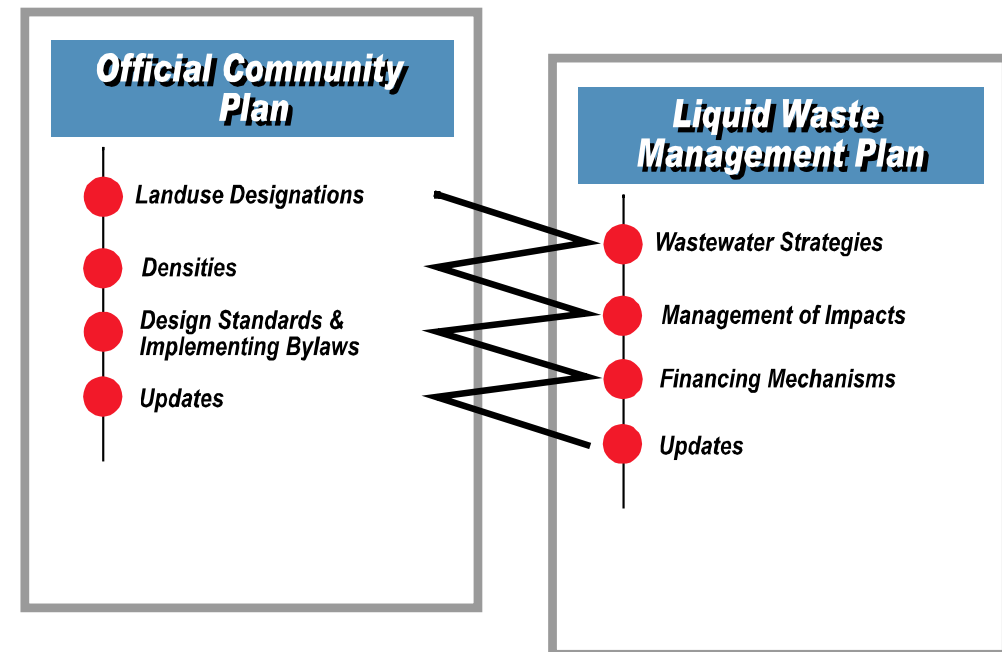 Official Community
Plan
Landuse Designations
Densities
Design Standards &
Implementing Bylaws
Updates
Liquid Waste
Management Plan
Wastewater Strategies
Management of Impacts
Financing Mechanisms
Updates